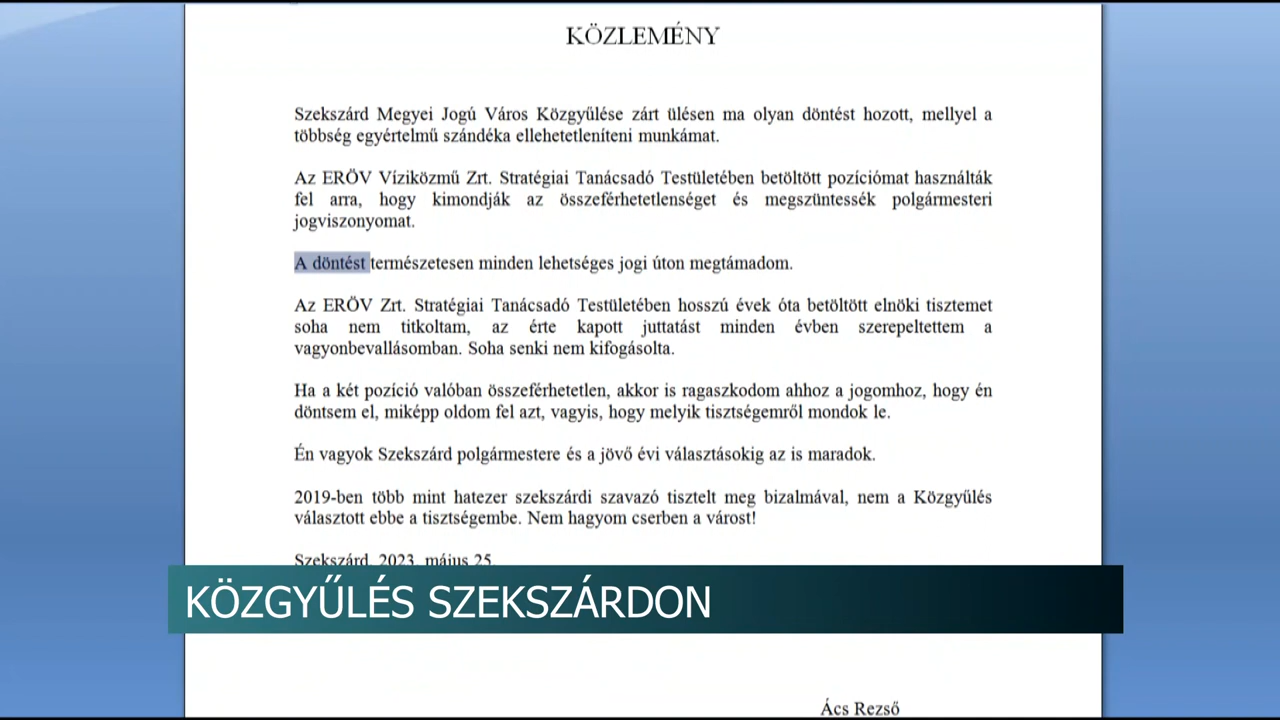 KÖZLEMÉNY
Szekszárd Megyei Jogú Város Közgyűlése zárt ülésen ma olyan döntést hozott, mellyel a
többség egyértelmű szándéka ellehetetleníteni munkámat.
Az ERÖV Víziközmű Zrt. Stratégiai Tanácsadó Testületében betöltött pozíciómat használták
fel arra, hogy kimondják az összeférhetetlenséget és megszüntessék polgármesteri
jogviszonyomat.
A döntést természetesen minden lehetséges jogi úton megtámadom.
Az ERÖV Zrt. Stratégiai Tanácsadó Testületében hosszú évek óta betöltött elnöki tisztemet
soha nem titkoltam, az érte kapott juttatást minden évben szerepeltettem a
vagyonbevallásomban. Soha senki nem kifogásolta.
Ha a két pozíció valóban összeférhetetlen, akkor is ragaszkodom ahhoz a jogomhoz, hogy én
döntsem el, miképp oldom fel azt, vagyis, hogy melyik tisztségemről mondok le.
Én vagyok Szekszárd polgármestere és a jövő évi választásokig az is maradok.
2019-ben több mint hatezer szekszárdi szavazó tisztelt meg bizalmával, nem a Közgyűlés
választott ebbe a tisztségembe. Nem hagyom cserben a várost!
Szekszárd, 2023. május 25.
KÖZGYŰLÉS SZEKSZÁRDON
Ács Rezső